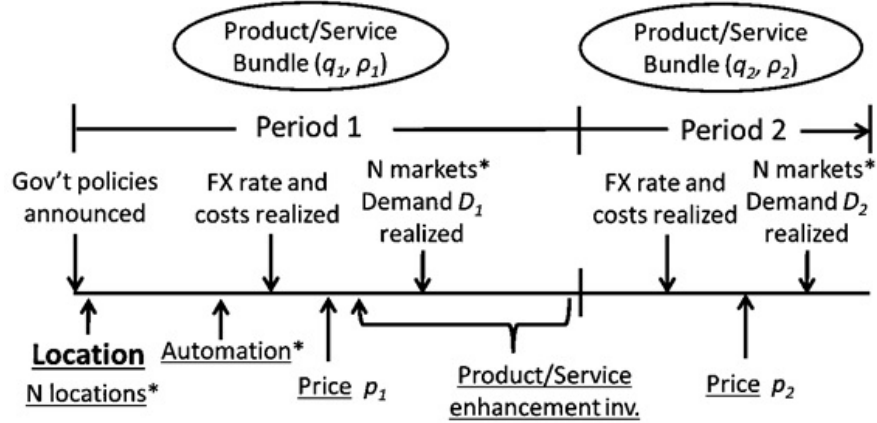 Product/Service
Bundle (q₁, ρ₁)
Product/Service
Bundle (q₂, ρ₂)
Period 1
Period 2
Gov't policies
announced
FX rate and
costs realized
N markets*
Demand D₁
realized
FX rate and
costs realized
N markets*
Demand D₂
realized
Location
N locations*
Automation*
Price p₁
Product/Service
enhancement inv.
Price p₂